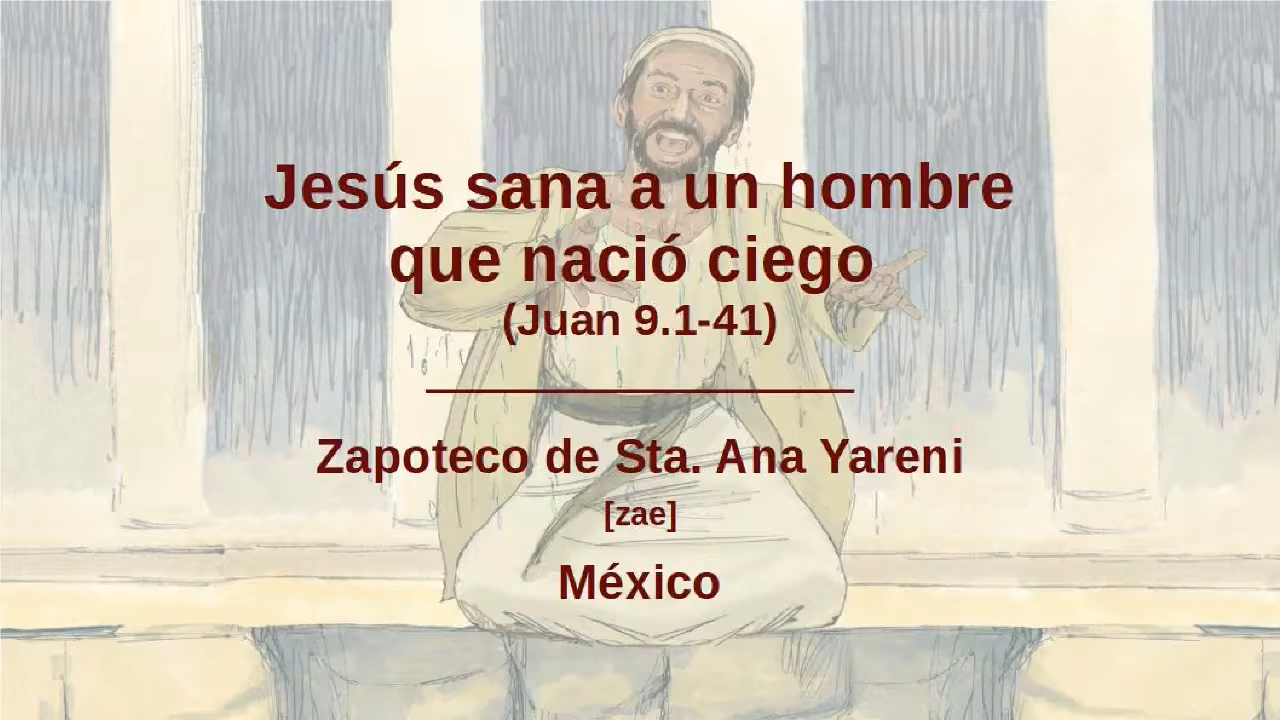 Jesús sana a un hombre
que nació ciego
(Juan 9.1-41)
Zapoteco de Sta. Ana Yareni
[zae]
México